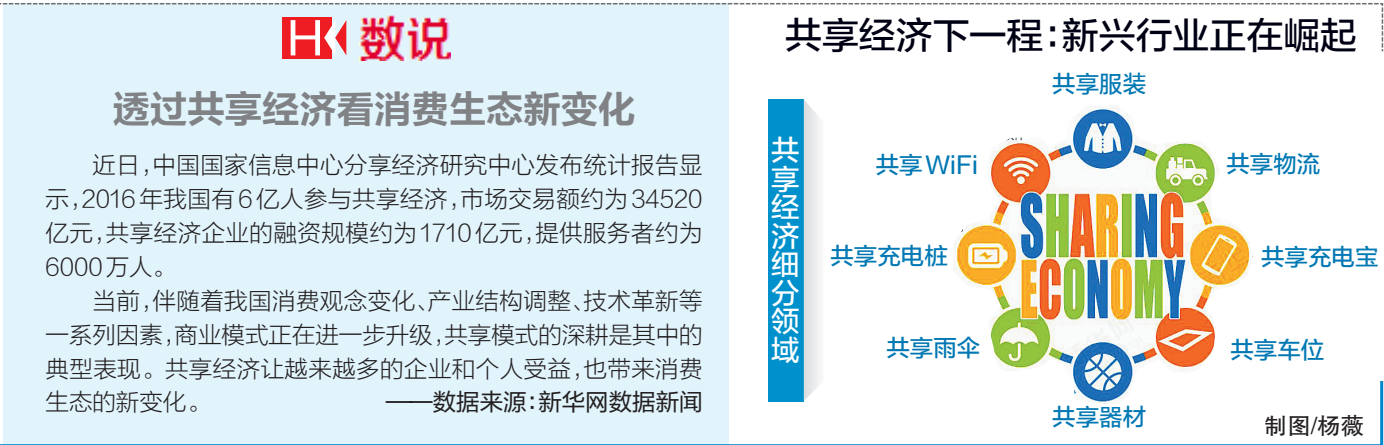 HK 数说
透过共享经济看消费生态新变化
近日,中国国家信息中心分享经济研究中心发布统计报告显
示,2016年我国有6亿人参与共享经济,市场交易额约为34520
亿元,共享经济企业的融资规模约为1710亿元,提供服务者约为
6000万人。
当前,伴随着我国消费观念变化、产业结构调整、技术革新等
一系列因素,商业模式正在进一步升级,共享模式的深耕是其中的
典型表现。共享经济让越来越多的企业和个人受益,也带来消费
生态的新变化。 ——数据来源:新华网数据新闻
共享经济下一程:新兴行业正在崛起
共享经济细分领域
共享服装
共享WiFi
共享物流
共享充电桩
SHARING
ECONOMY
共享充电宝
共享雨伞
共享车位
共享器材
制图/杨薇